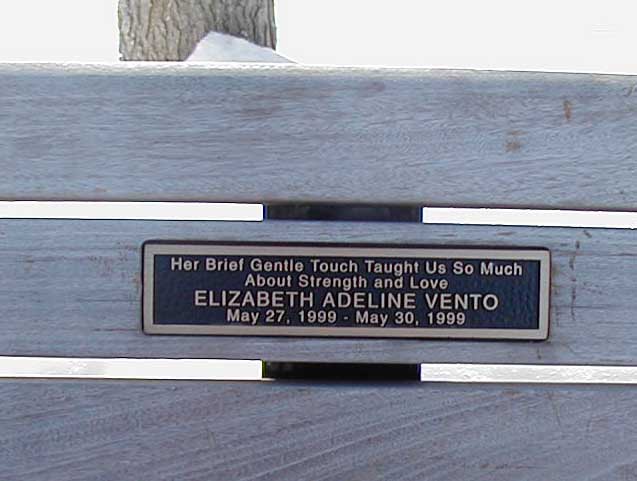 Her Brief Gentle Touch Taught Us So Much
About Strength and Love
ELIZABETH ADELINE VENTO
May 27, 1999 - May 30, 1999